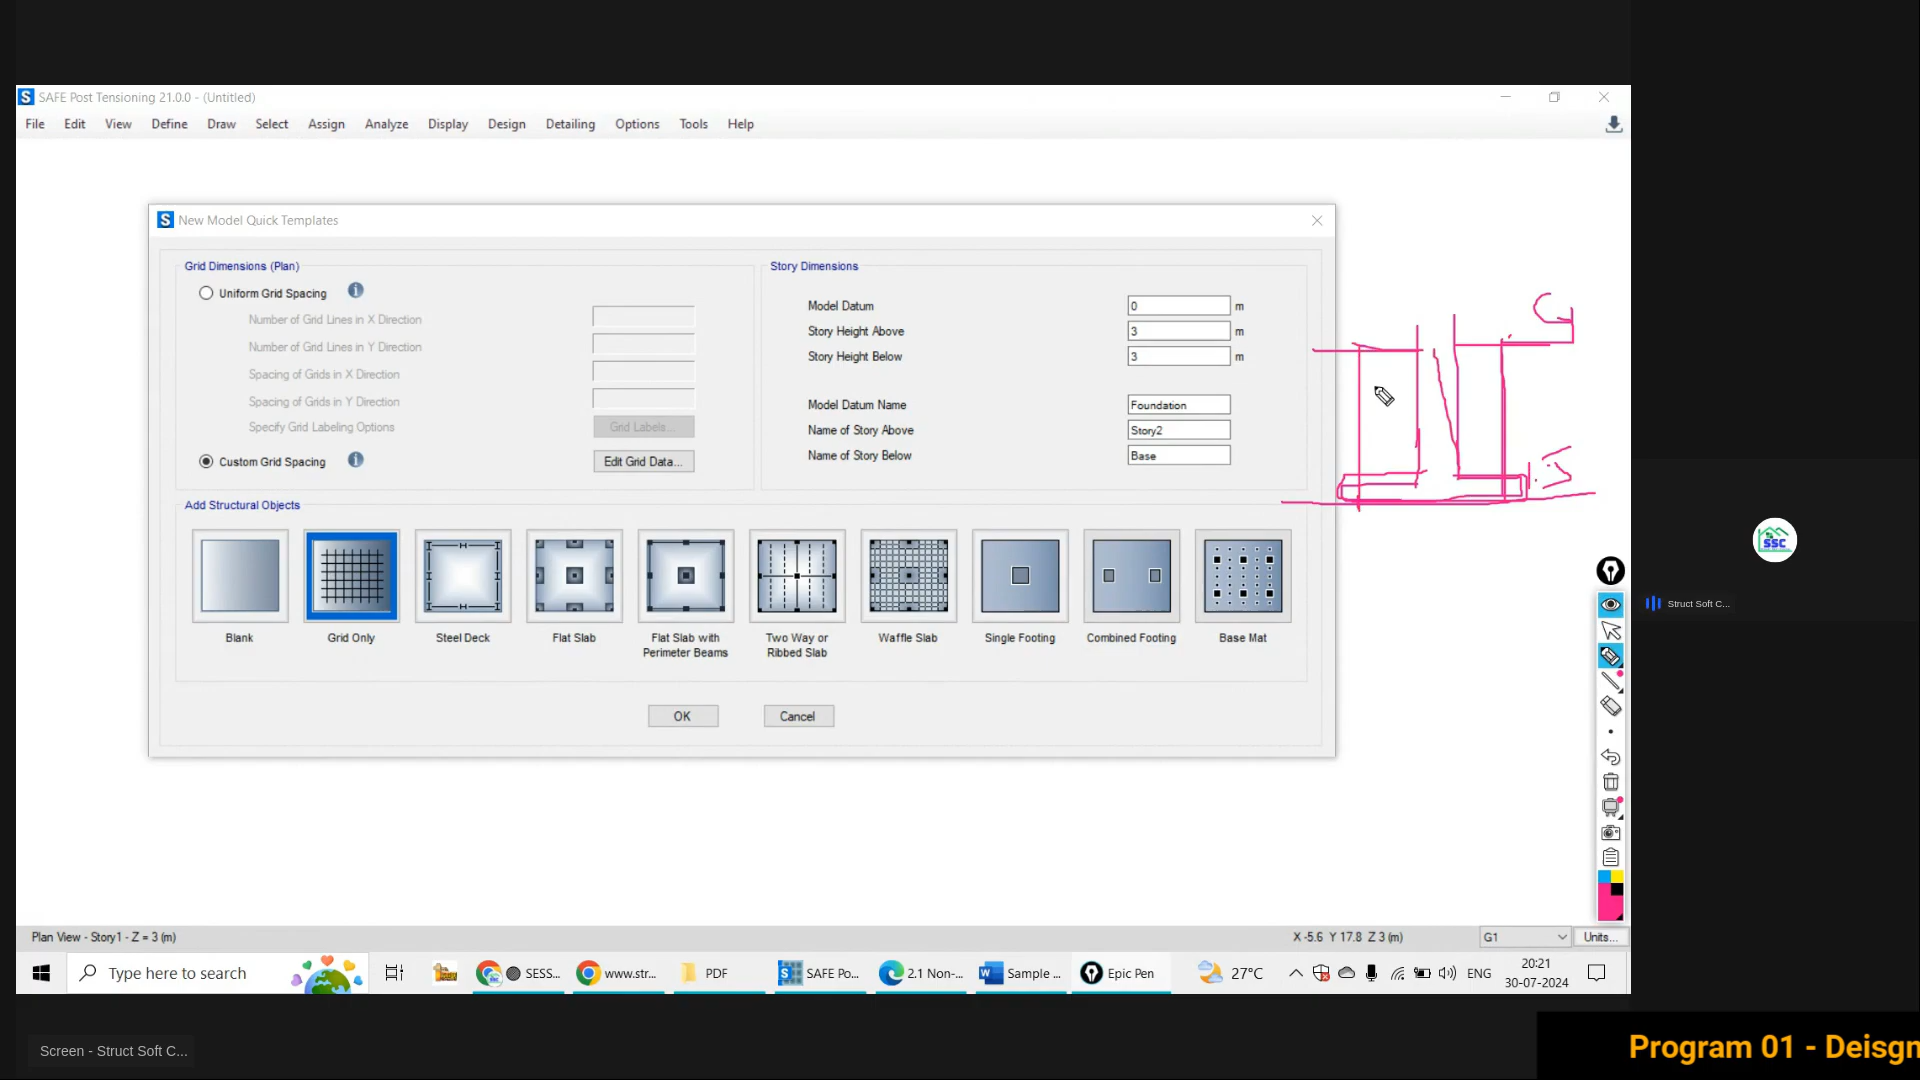 SAFE Post Tensioning 21.0.0 - (Untitled)
File Edit View Define Draw Select Assign Analyze Display Design Detailing Options Tools Help
New Model Quick Templates
Grid Dimensions (Plan)
Uniform Grid Spacing
Number of Grid Lines in X Direction
Number of Grid Lines in Y Direction
Spacing of Grids in X Direction
Spacing of Grids in Y Direction
Specify Grid Labeling Options
Grid Labels...
Custom Grid Spacing
Edit Grid Data...
Story Dimensions
Model Datum 0 m
Story Height Above 3 m
Story Height Below 3 m
Model Datum Name Foundation
Name of Story Above Story2
Name of Story Below Base
G
1.5
Add Structural Objects
Blank
Grid Only
Steel Deck
Flat Slab
Flat Slab with
Perimeter Beams
Two Way or
Ribbed Slab
Waffle Slab
Single Footing
Combined Footing
Base Mat
OK
Cancel
SSC
Struct Soft C...
Plan View - Story1 - Z = 3 (m)
X -5.6 Y 17.8 Z 3 (m)
G1
Units...
Type here to search
SESS...
www.str...
PDF
SAFE Po...
2.1 Non-...
Sample ...
Epic Pen
27°C
ENG
20:21
30-07-2024
Screen - Struct Soft C...
Program 01 - Deisgn